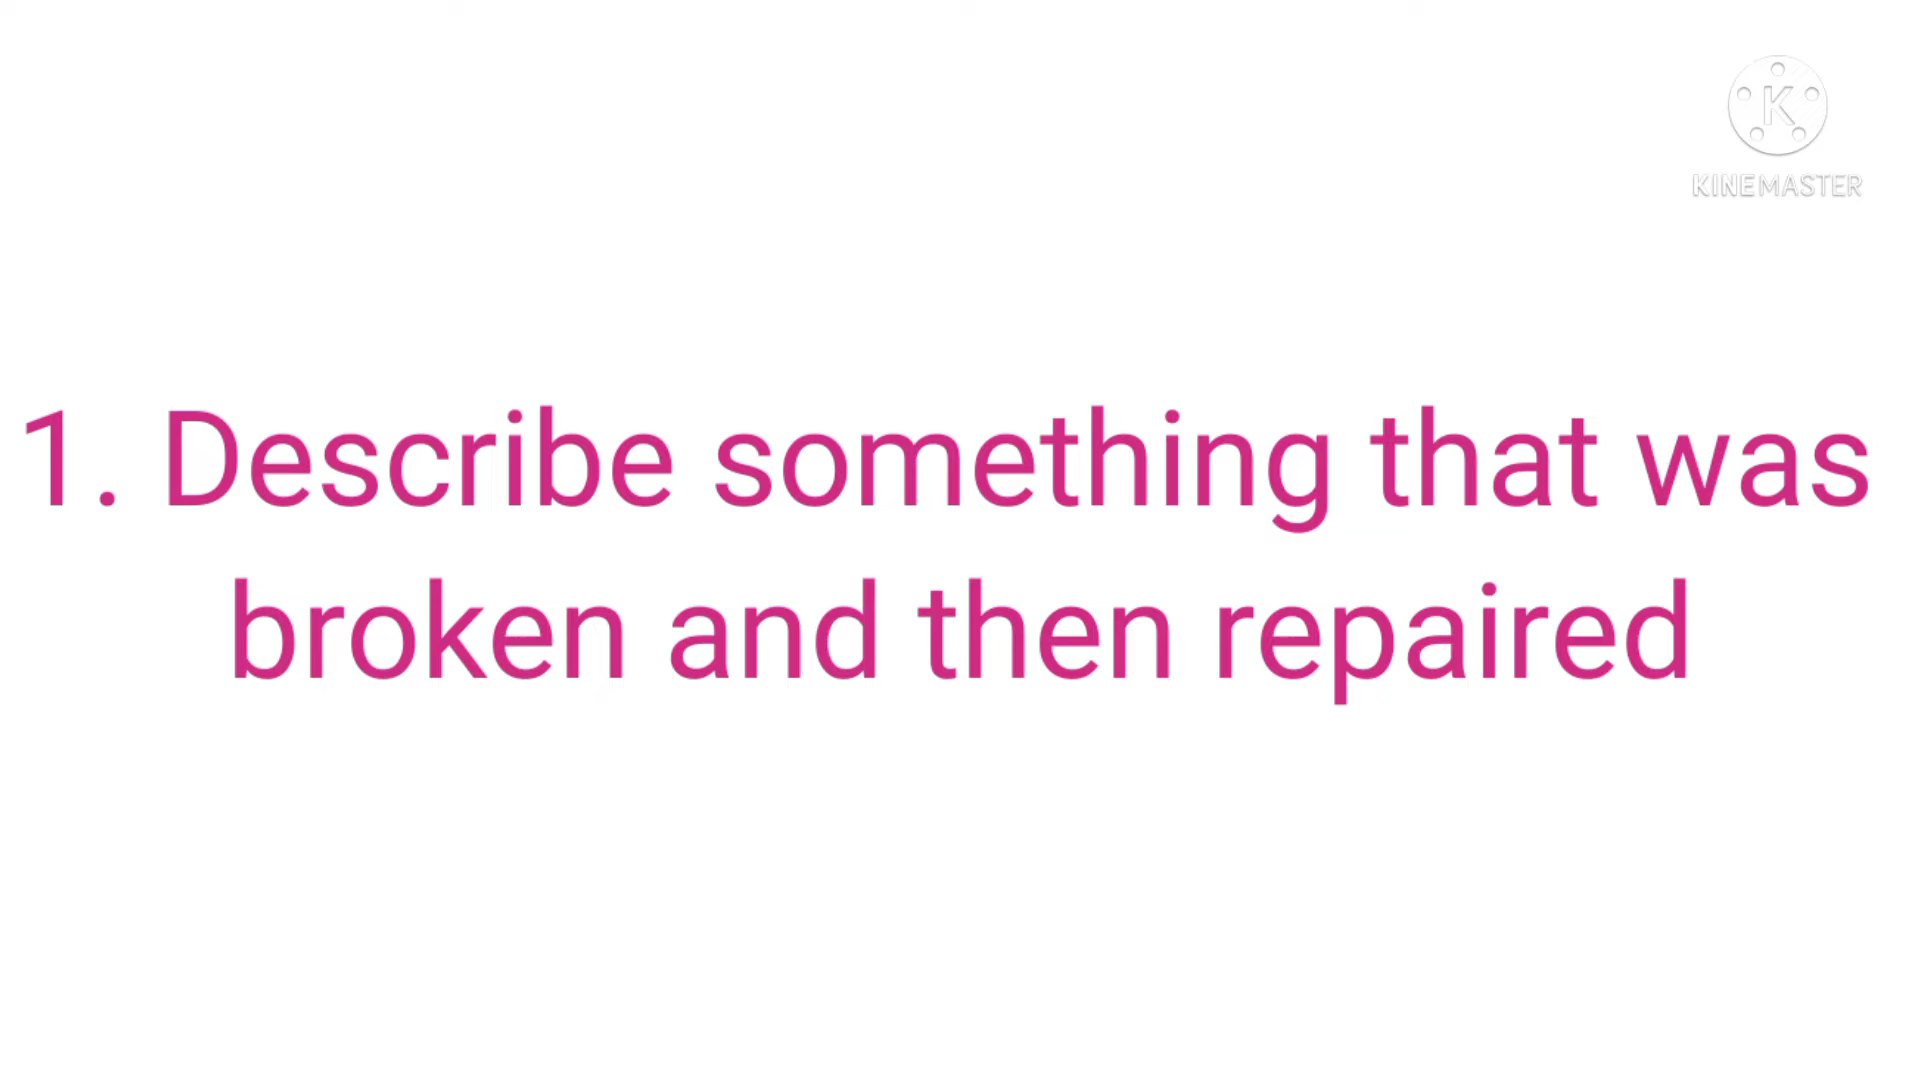 KINEMASTER
1. Describe something that was
broken and then repaired